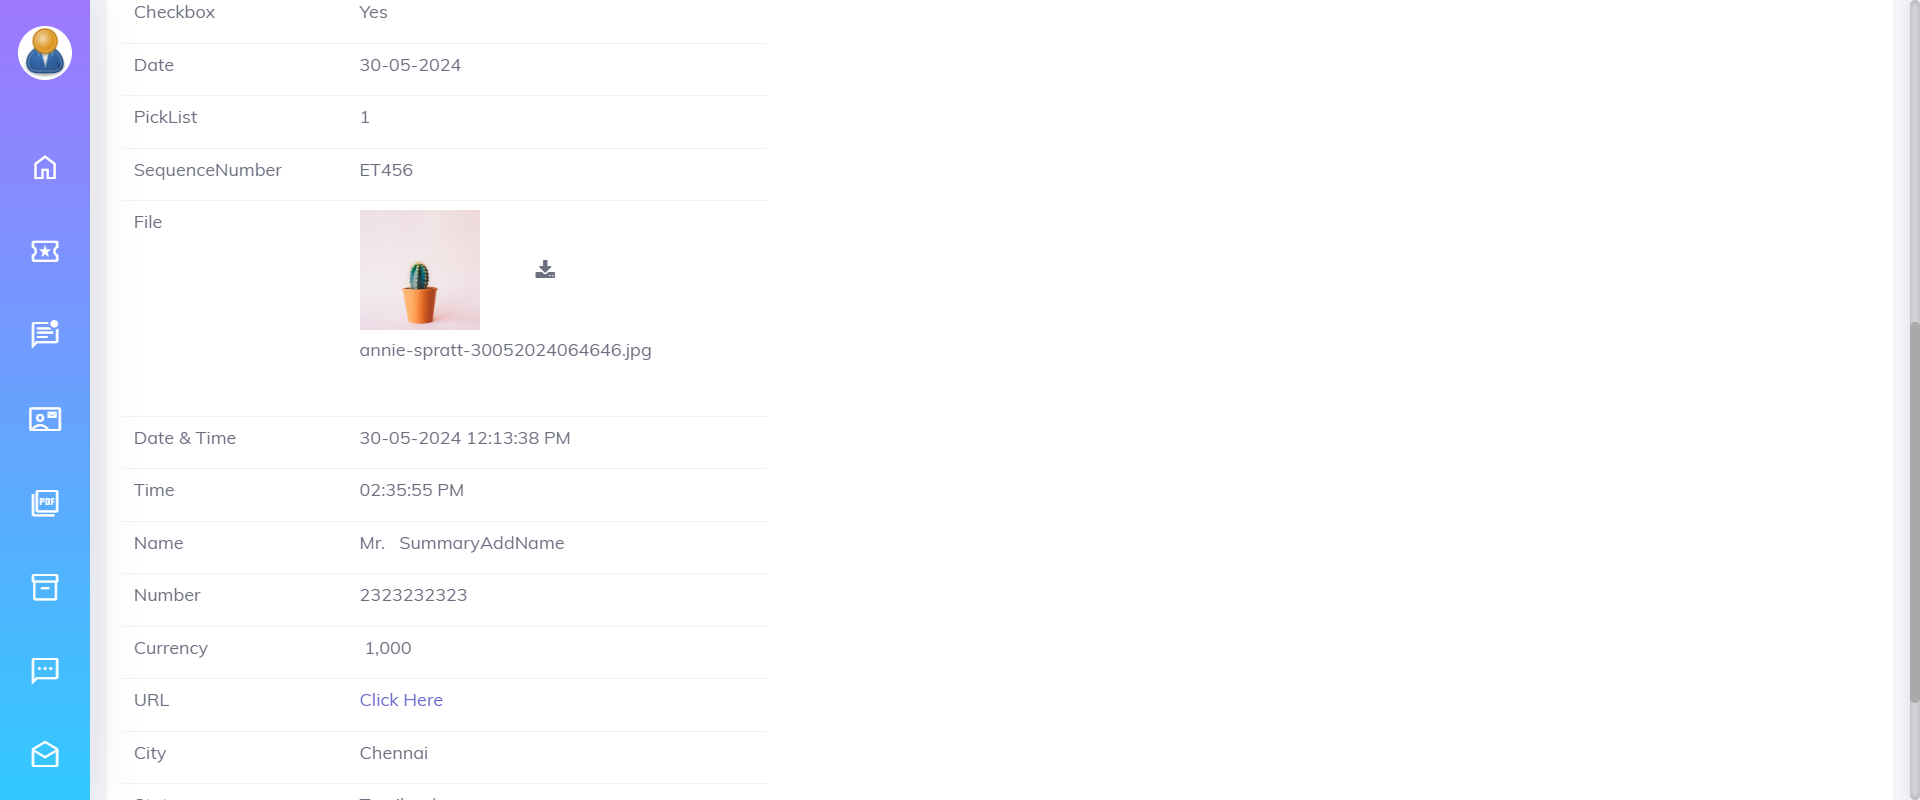 Checkbox Yes
Date 30-05-2024
PickList 1
SequenceNumber ET456
File
annie-spratt-30052024064646.jpg
Date & Time 30-05-2024 12:13:38 PM
Time 02:35:55 PM
Name Mr. SummaryAddName
Number 2323232323
Currency 1,000
URL Click Here
City Chennai
PDF